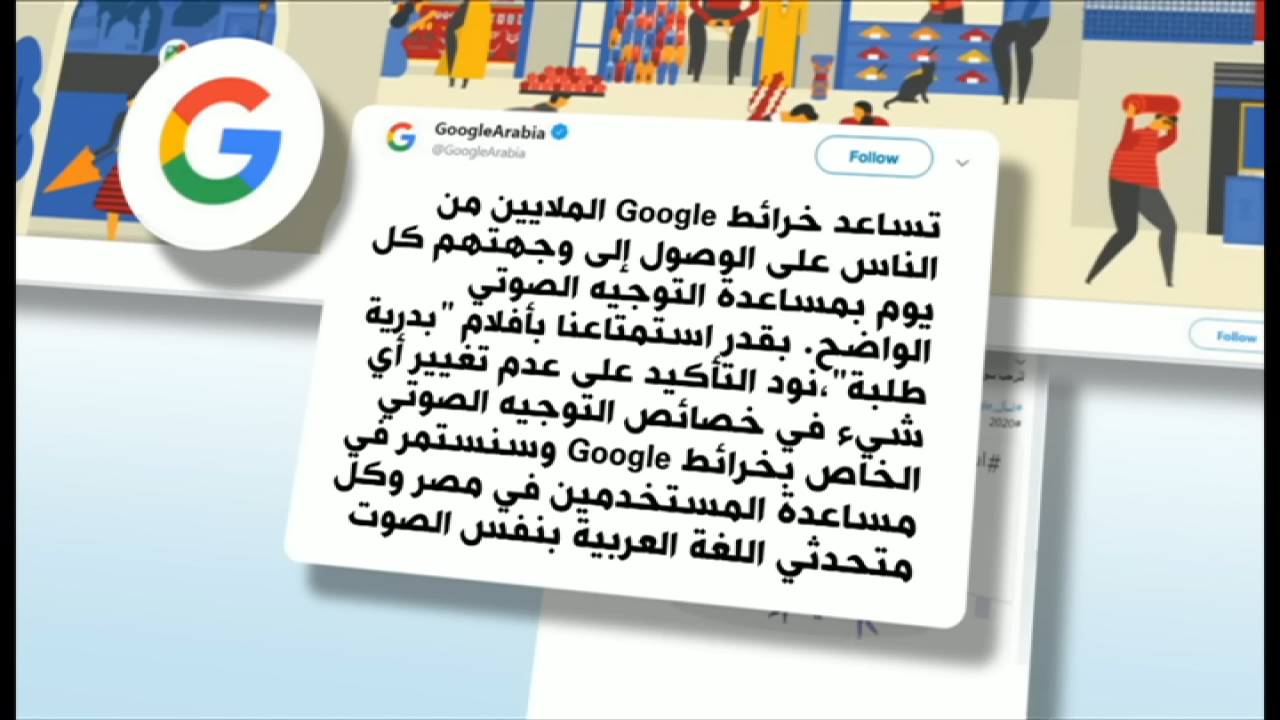 GoogleArabia
@GoogleArabia
Follow
تساعد خرائط Google الملايين من
الناس على الوصول إلى وجهتهم كل
يوم بمساعدة التوجيه الصوتي
الواضح. بقدر استمتاعنا بأفلام "بدرية
طلبة"،نود التأكيد على عدم تغيير أي
شيء في خصائص التوجيه الصوتي
الخاص بخرائط Google وسنستمر في
مساعدة المستخدمين في مصر وكل
متحدثي اللغة العربية بنفس الصوت
Follow
2020#